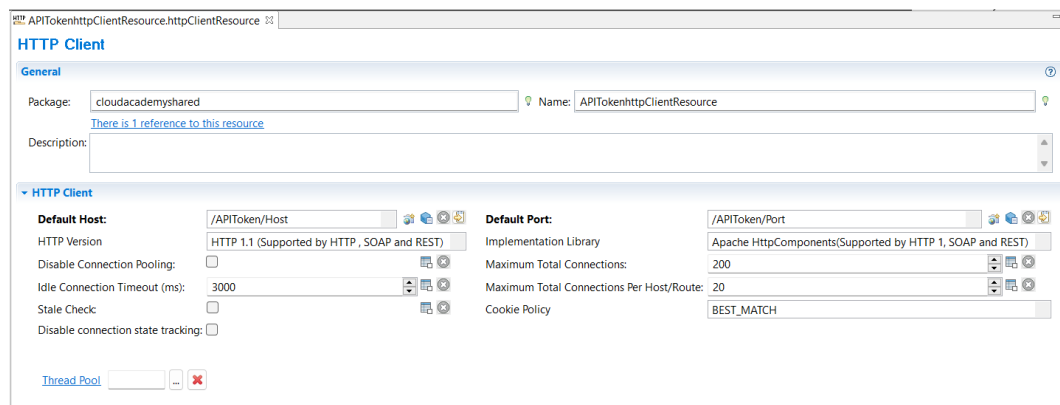 APITokenhttpClientResource.httpClientResource
HTTP Client
General
Package: cloudacademyshared Name: APITokenhttpClientResource
There is 1 reference to this resource
Description:
HTTP Client
Default Host: /APIToken/Host Default Port: /APIToken/Port
HTTP Version HTTP 1.1 (Supported by HTTP , SOAP and REST) Implementation Library Apache HttpComponents(Supported by HTTP 1, SOAP and REST)
Disable Connection Pooling: Maximum Total Connections: 200
Idle Connection Timeout (ms): 3000 Maximum Total Connections Per Host/Route: 20
Stale Check: Cookie Policy BEST_MATCH
Disable connection state tracking:
Thread Pool ...